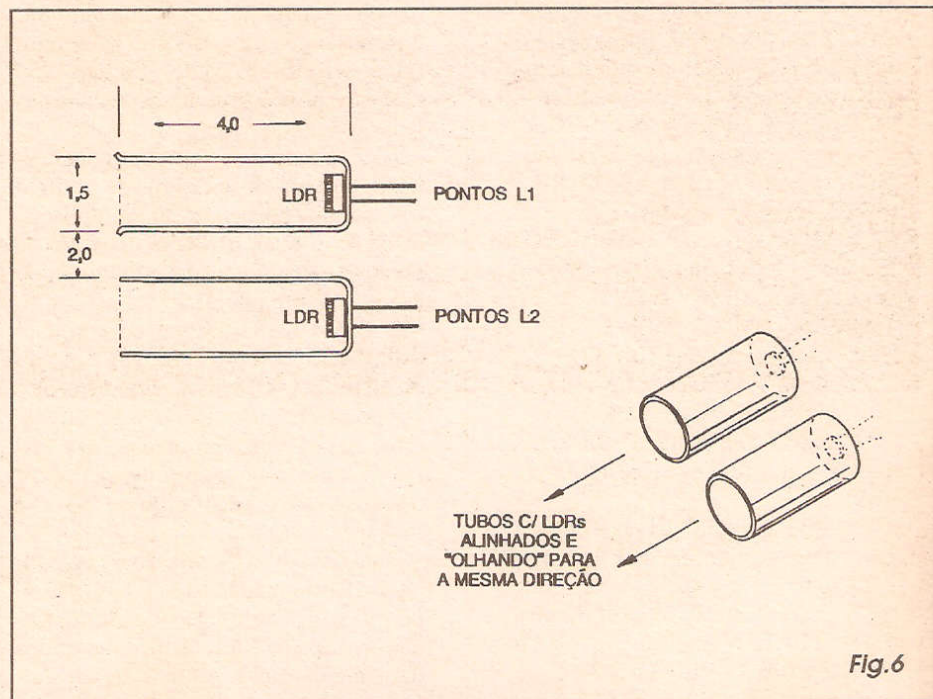 4,0
1,5
LDR
PONTOS L1
2,0
LDR
PONTOS L2
TUBOS C/ LDRs
ALINHADOS E
"OLHANDO" PARA
A MESMA DIREÇÃO
Fig.6